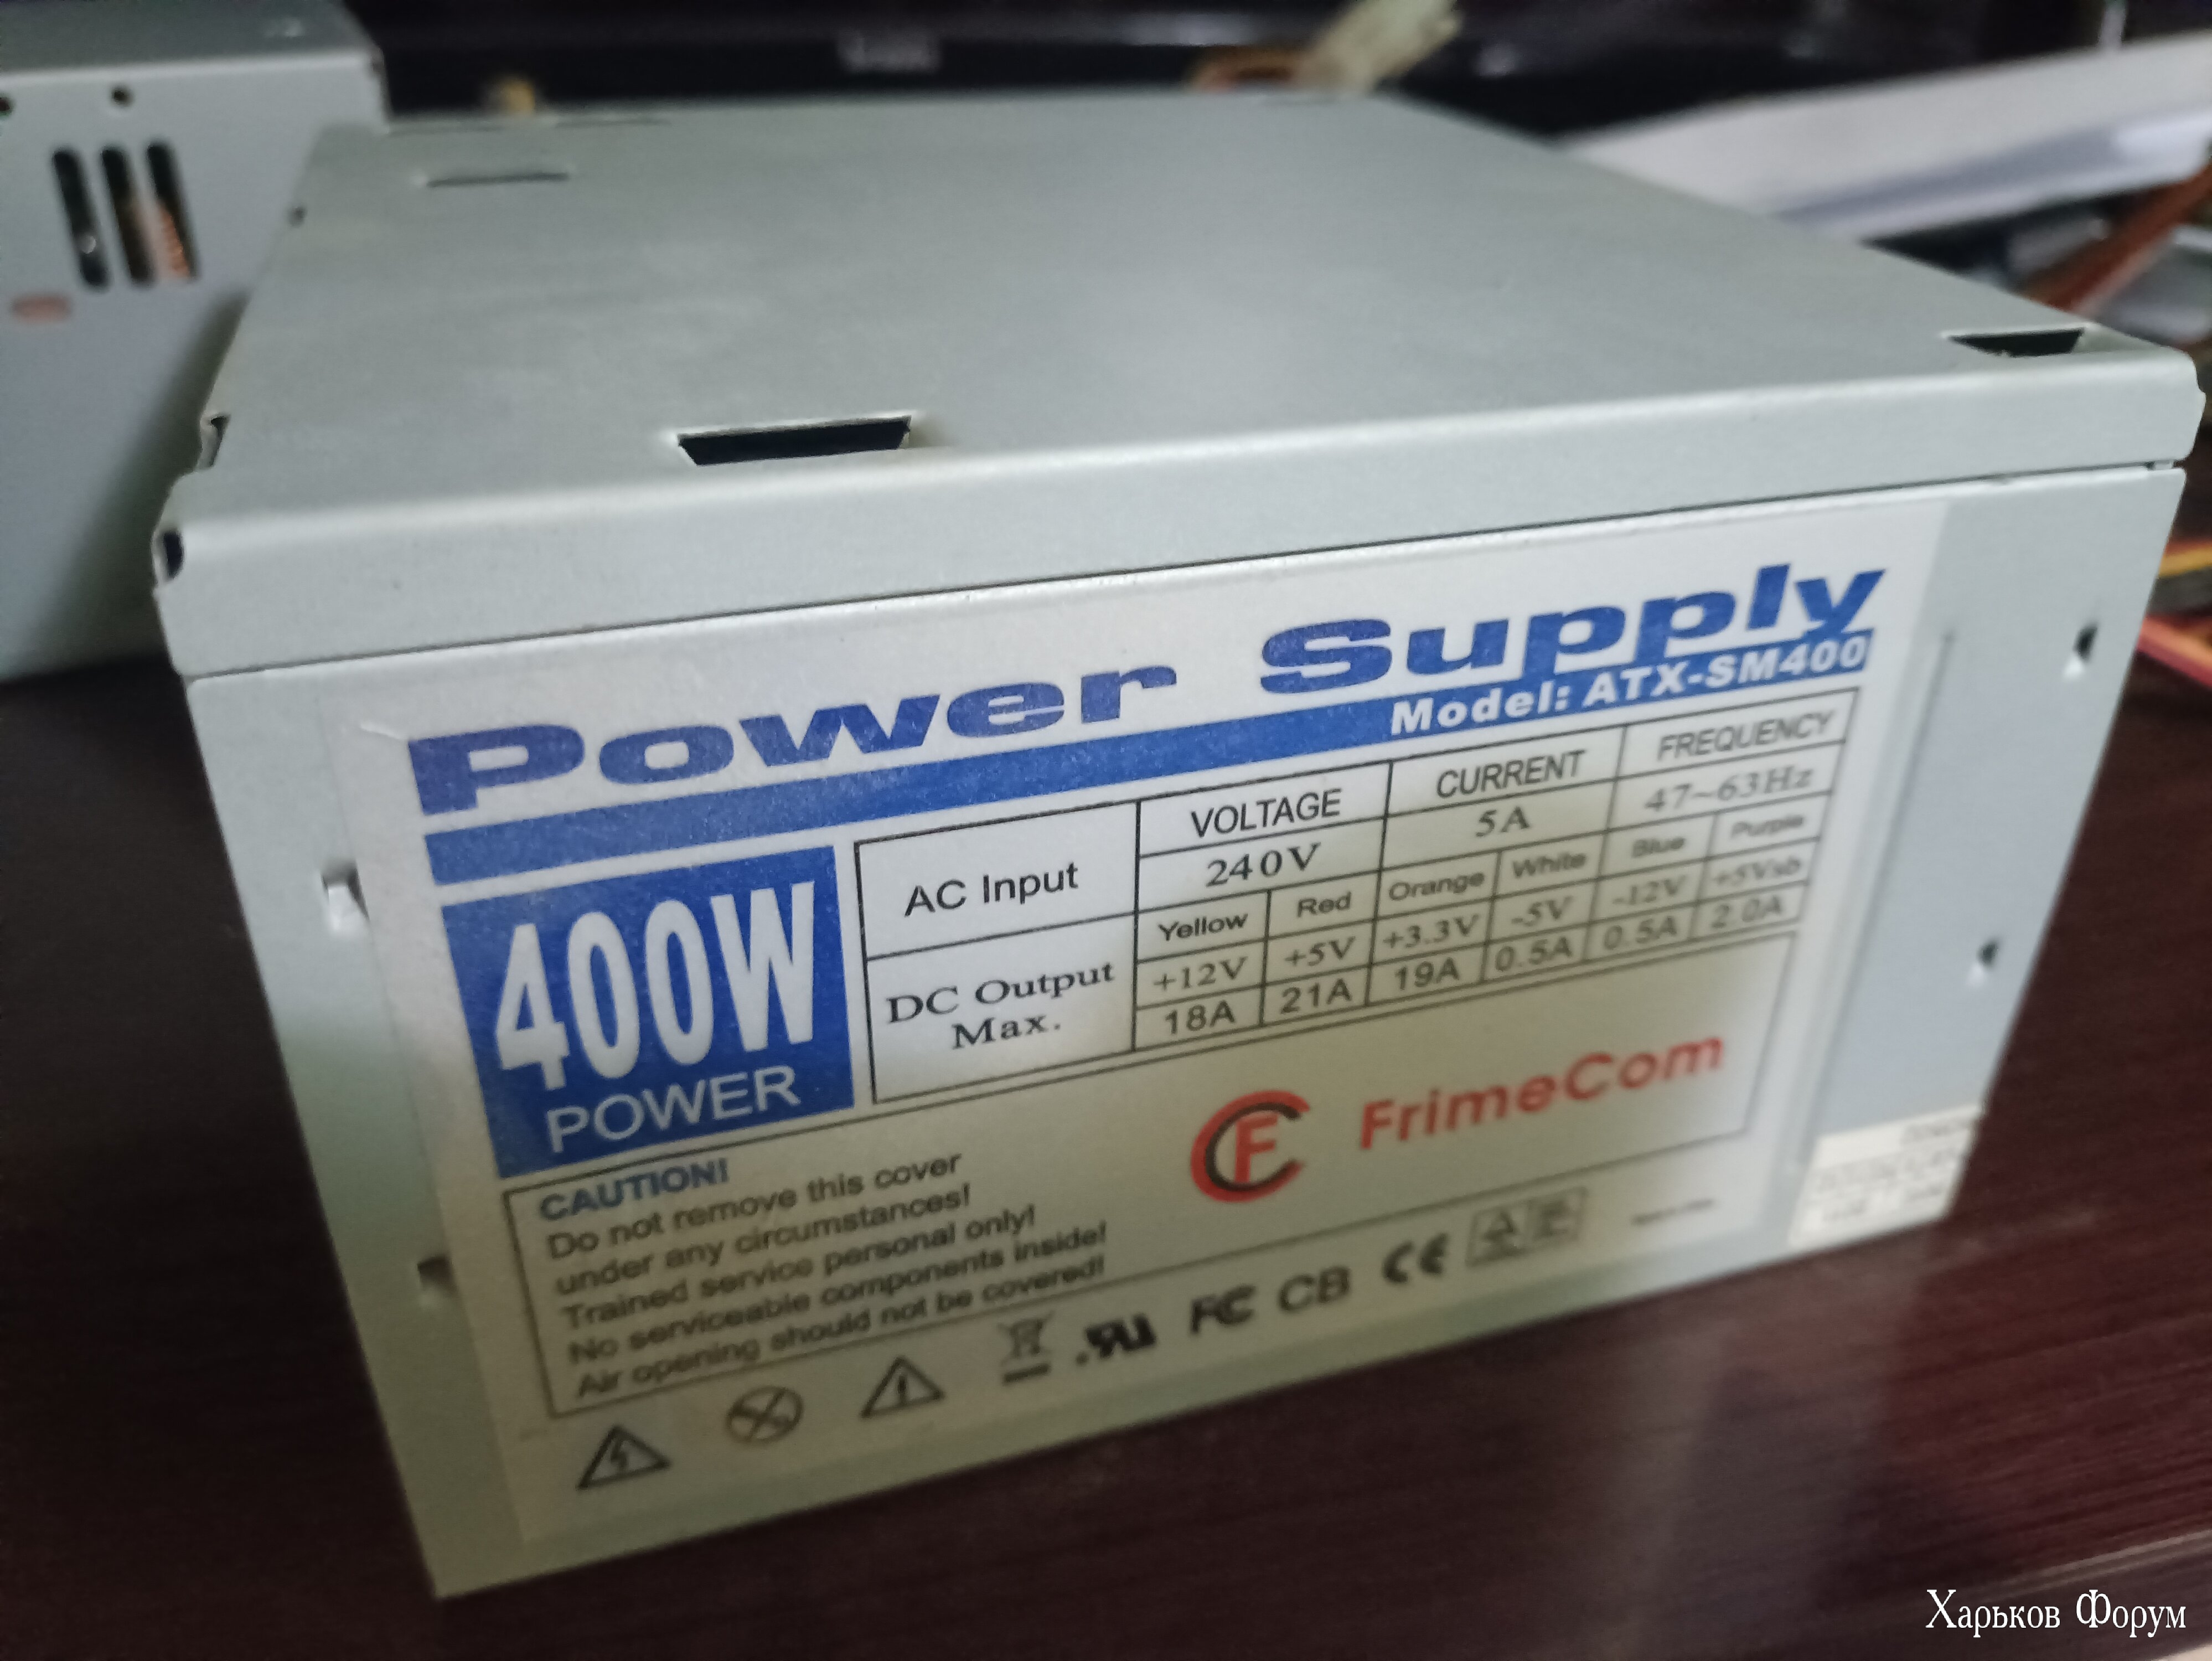 Power Supply
Model: ATX-SM400
400W
POWER
AC Input
VOLTAGE
CURRENT
FREQUENCY
240V
5A
47~63Hz
DC Output
Max.
Yellow Red Orange White Blue Purple
+12V +5V +3.3V -5V -12V +5Vsb
18A 21A 19A 0.5A 0.5A 2.0A
CAUTION!
Do not remove this cover
under any circumstances!
Trained service personal only!
No serviceable components inside!
Air opening should not be covered!
CF FrimeCom
FC CB CE
Харьков Форум